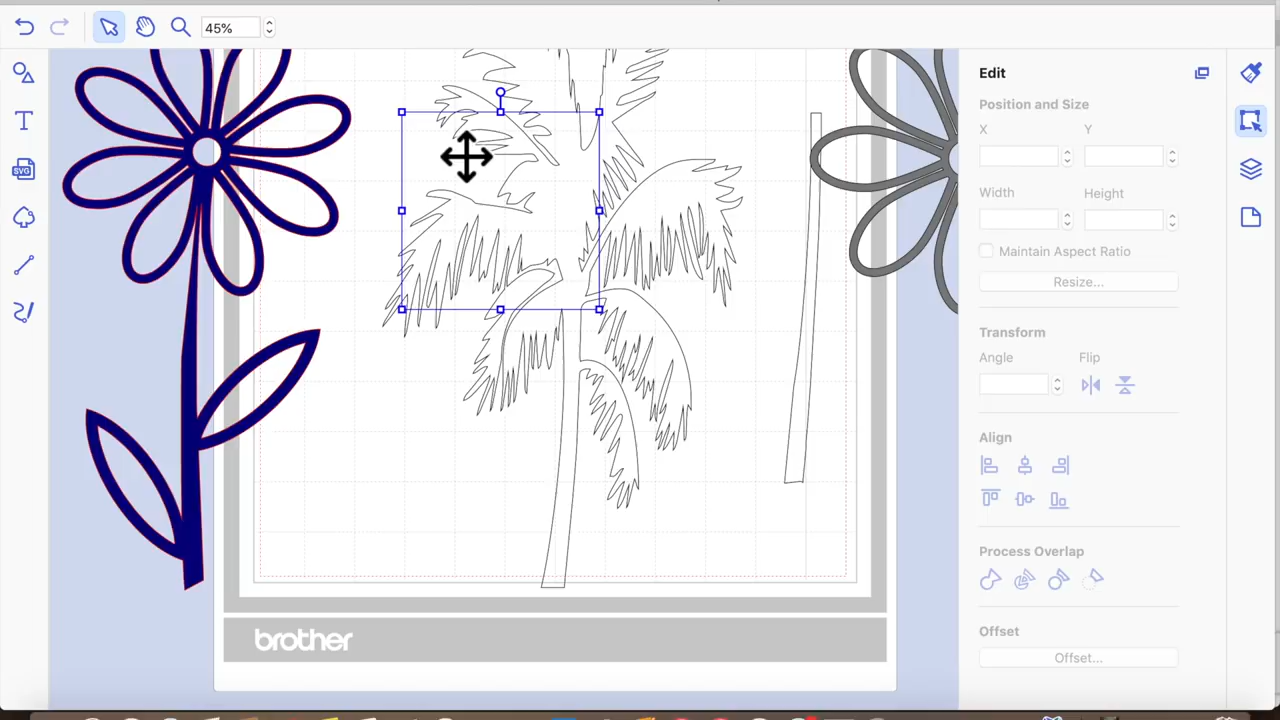 45%
T
SVG
Edit
Position and Size
X Y
Width Height
Maintain Aspect Ratio
Resize...
Transform
Angle Flip
Align
Process Overlap
Offset
Offset...
brother